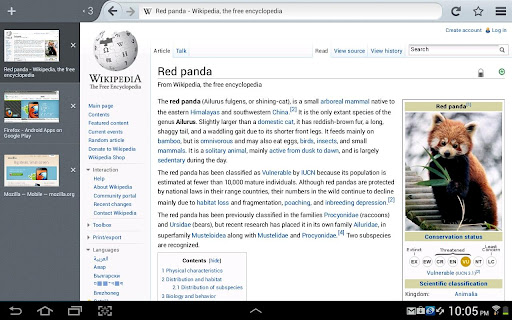 3
Red panda - Wikipedia, the free encyclopedia
Red panda - Wikipedia, the free
encyclopedia
Firefox - Android Apps on
Google Play
Mozilla — Mobile — mozilla.org
WIKIPEDIA
The Free Encyclopedia
Main page
Contents
Featured content
Current events
Random article
Donate to Wikipedia
Wikipedia Shop
Interaction
Help
About Wikipedia
Community portal
Recent changes
Contact Wikipedia
Toolbox
Print/export
Languages
العربية
Български
Brezhoneg
Create account
Log in
Article
Talk
Read
View source
View history
Search
Red panda
From Wikipedia, the free encyclopedia
The red panda (Ailurus fulgens, or shining-cat), is a small arboreal mammal native to
the eastern Himalayas and southwestern China.[2] It is the only extant species of the
genus Ailurus. Slightly larger than a domestic cat, it has reddish-brown fur, a long,
shaggy tail, and a waddling gait due to its shorter front legs. It feeds mainly on
bamboo, but is omnivorous and may also eat eggs, birds, insects, and small
mammals. It is a solitary animal, mainly active from dusk to dawn, and is largely
sedentary during the day.
The red panda has been classified as Vulnerable by IUCN because its population is
estimated at fewer than 10,000 mature individuals. Although red pandas are protected
by national laws in their range countries, their numbers in the wild continue to decline
mainly due to habitat loss and fragmentation, poaching, and inbreeding depression.[2]
The red panda has been previously classified in the families Procyonidae (raccoons)
and Ursidae (bears), but recent research has placed it in its own family Ailuridae, in
superfamily Musteloidea along with Mustelidae and Procyonidae.[4] Two subspecies
are recognized.
Contents [hide]
1 Physical characteristics
2 Distribution and habitat
2.1 Distribution of subspecies
3 Biology and behavior
Red panda[1]
Conservation status
Extinct
Threatened
Least Concern
EX EW CR EN VU NT LC
Vulnerable (IUCN 3.1)[2]
Scientific classification
Kingdom: Animalia
10:05 PM